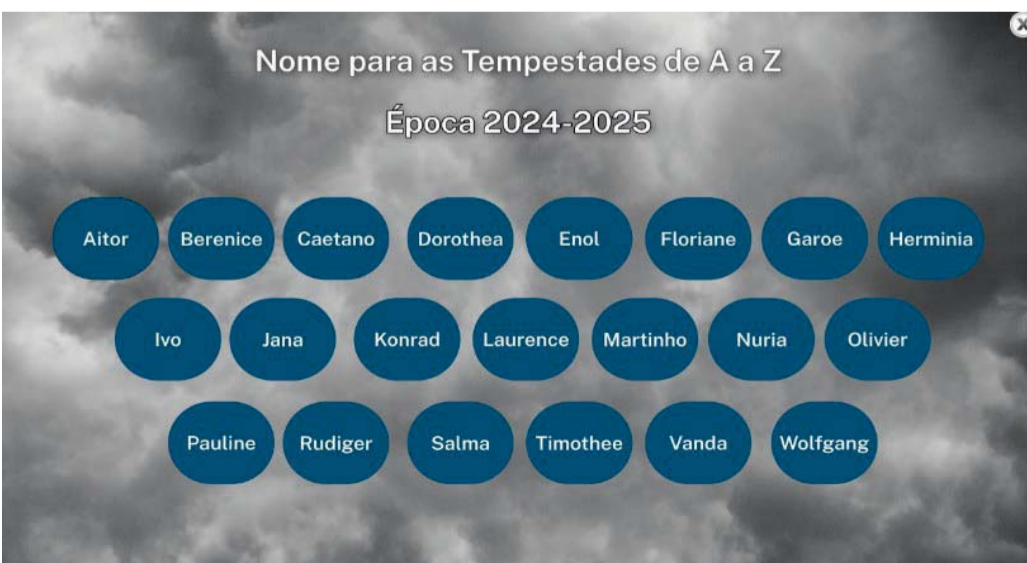 Nome para as Tempestades de A a Z
Época 2024-2025
Aitor Berenice Caetano Dorothea Enol Floriane Garoe Herminia
Ivo Jana Konrad Laurence Martinho Nuria Olivier
Pauline Rudiger Salma Timothee Vanda Wolfgang